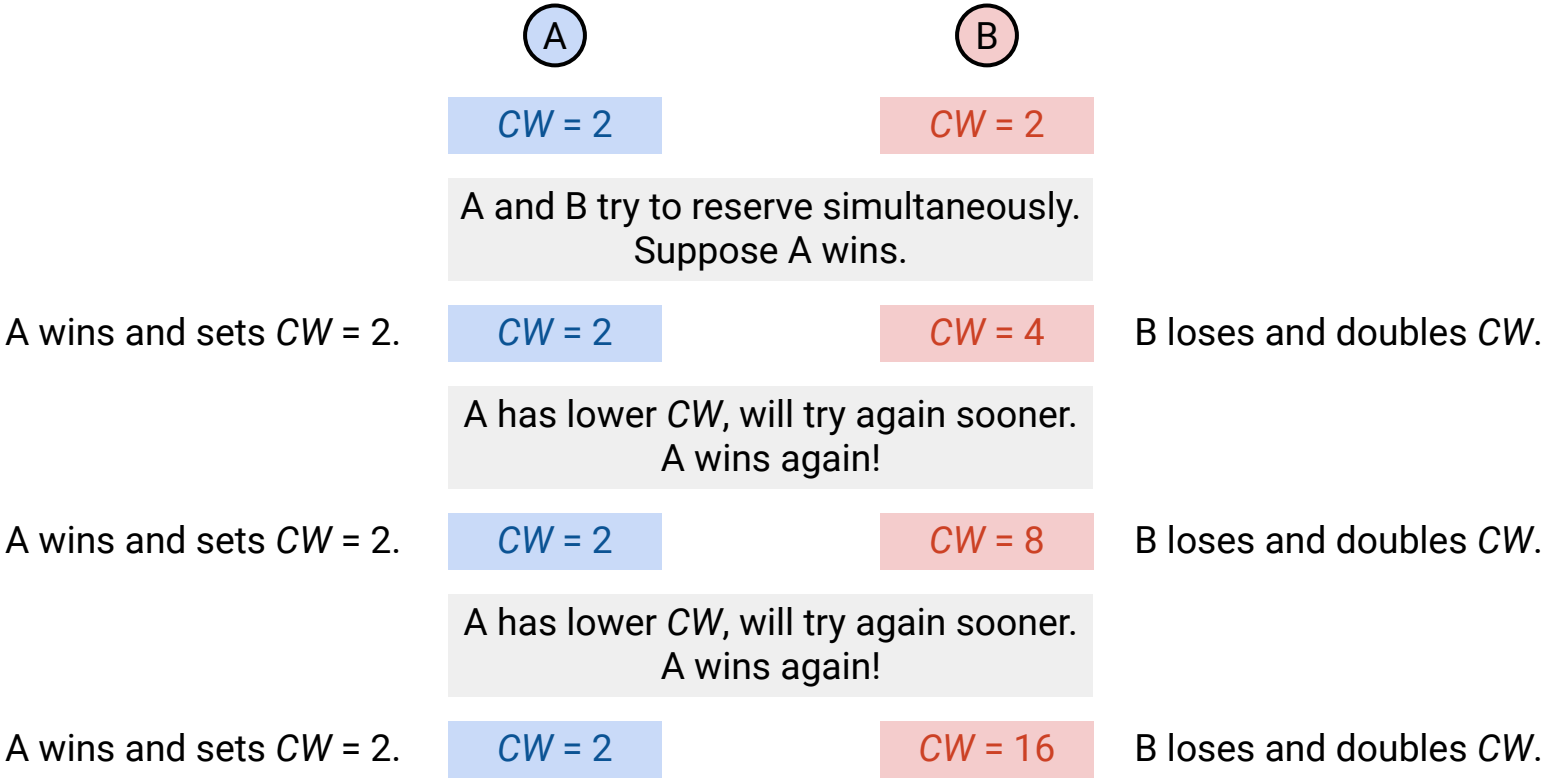 A
B
CW = 2
CW = 2
A and B try to reserve simultaneously.
Suppose A wins.
A wins and sets CW = 2.
CW = 2
CW = 4
B loses and doubles CW.
A has lower CW, will try again sooner.
A wins again!
A wins and sets CW = 2.
CW = 2
CW = 8
B loses and doubles CW.
A has lower CW, will try again sooner.
A wins again!
A wins and sets CW = 2.
CW = 2
CW = 16
B loses and doubles CW.